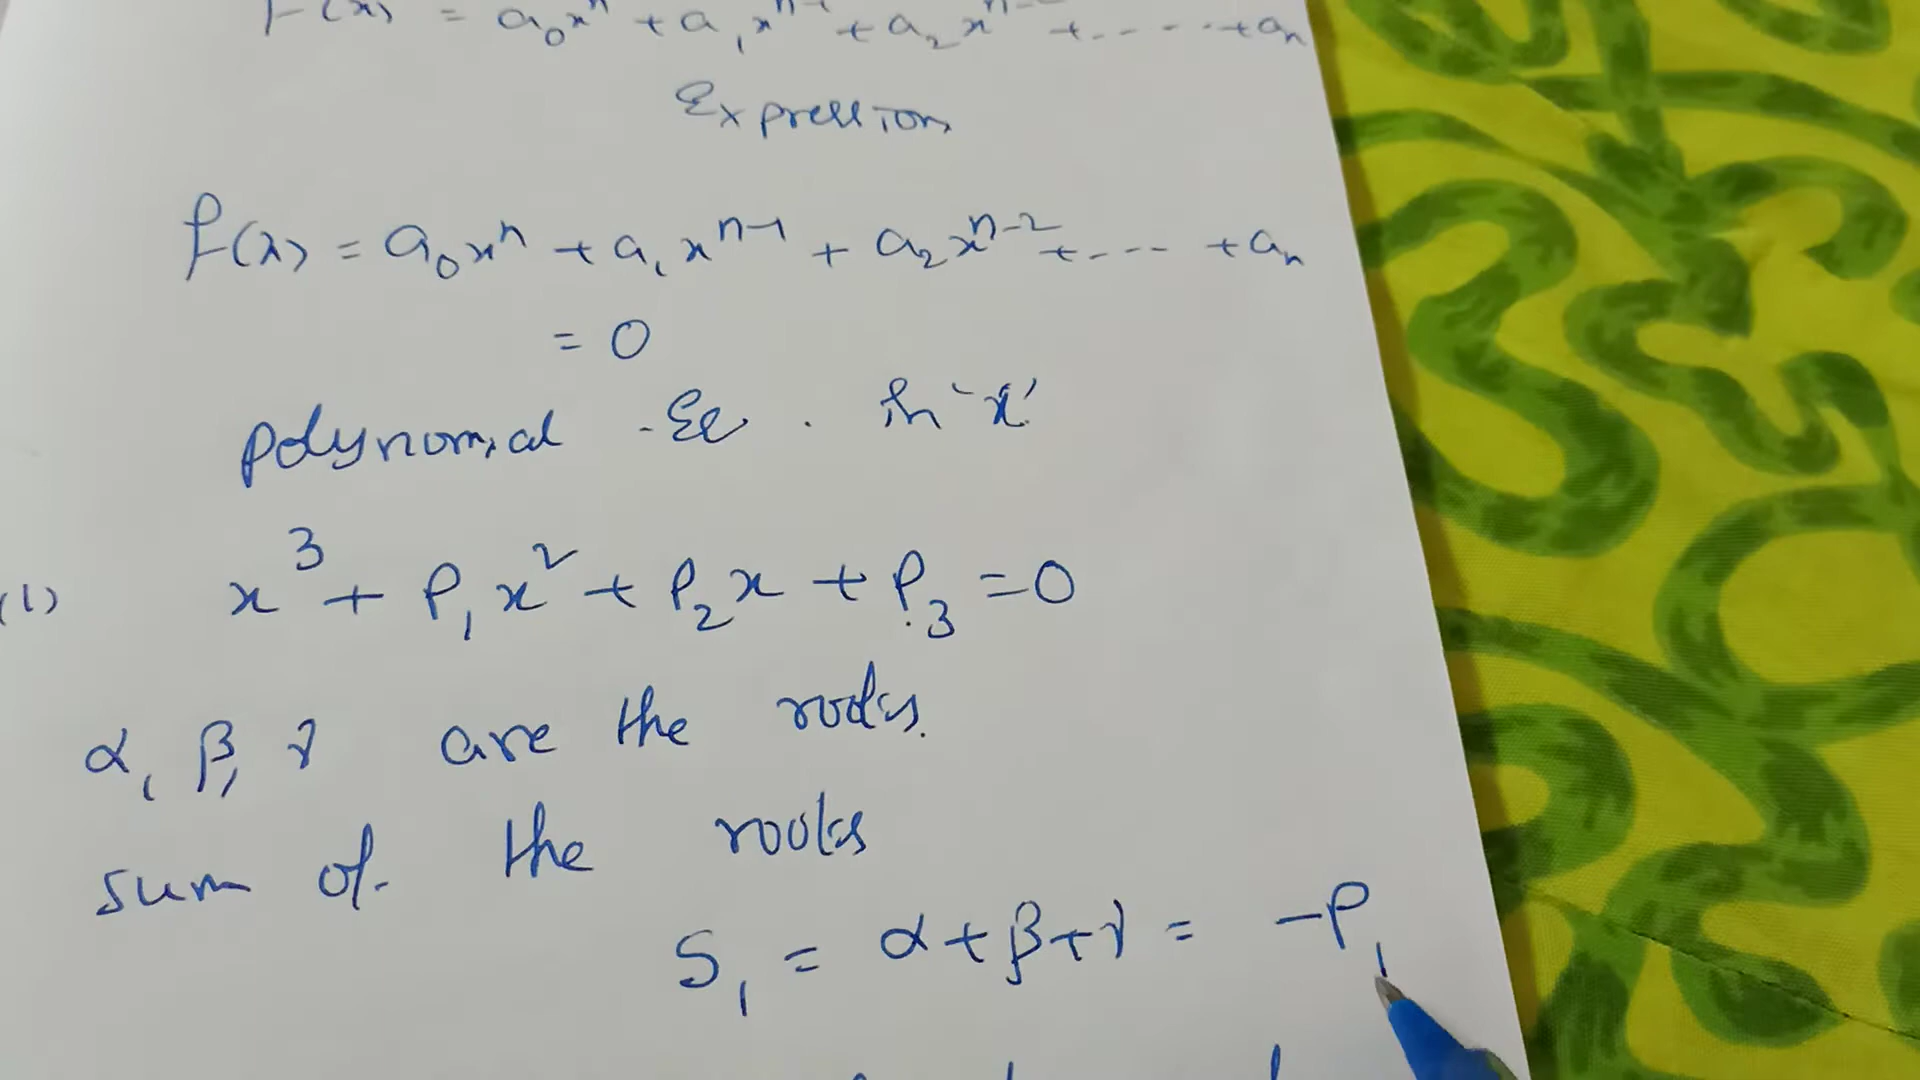 F(x) = a₀xⁿ + a₁xⁿ⁻¹ + a₂xⁿ⁻² + ---- + aₙ
Expression
f(x) = a₀xⁿ + a₁xⁿ⁻¹ + a₂xⁿ⁻² + --- + aₙ
= 0
polynomial Eq. in 'x'
(1) x³ + P₁x² + P₂x + P₃ = 0
α, β, γ are the roots.
sum of the roots
S₁ = α+β+γ = -P₁